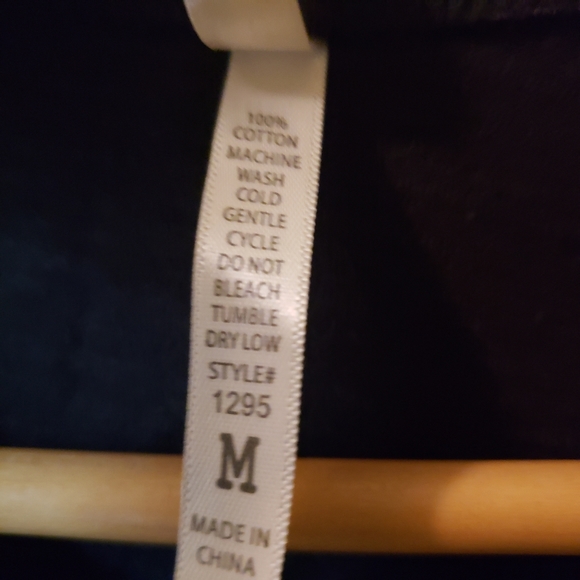 100%
COTTON
MACHINE
WASH
COLD
GENTLE
CYCLE
DO NOT
BLEACH
TUMBLE
DRY LOW
STYLE#
1295
M
MADE IN
CHINA